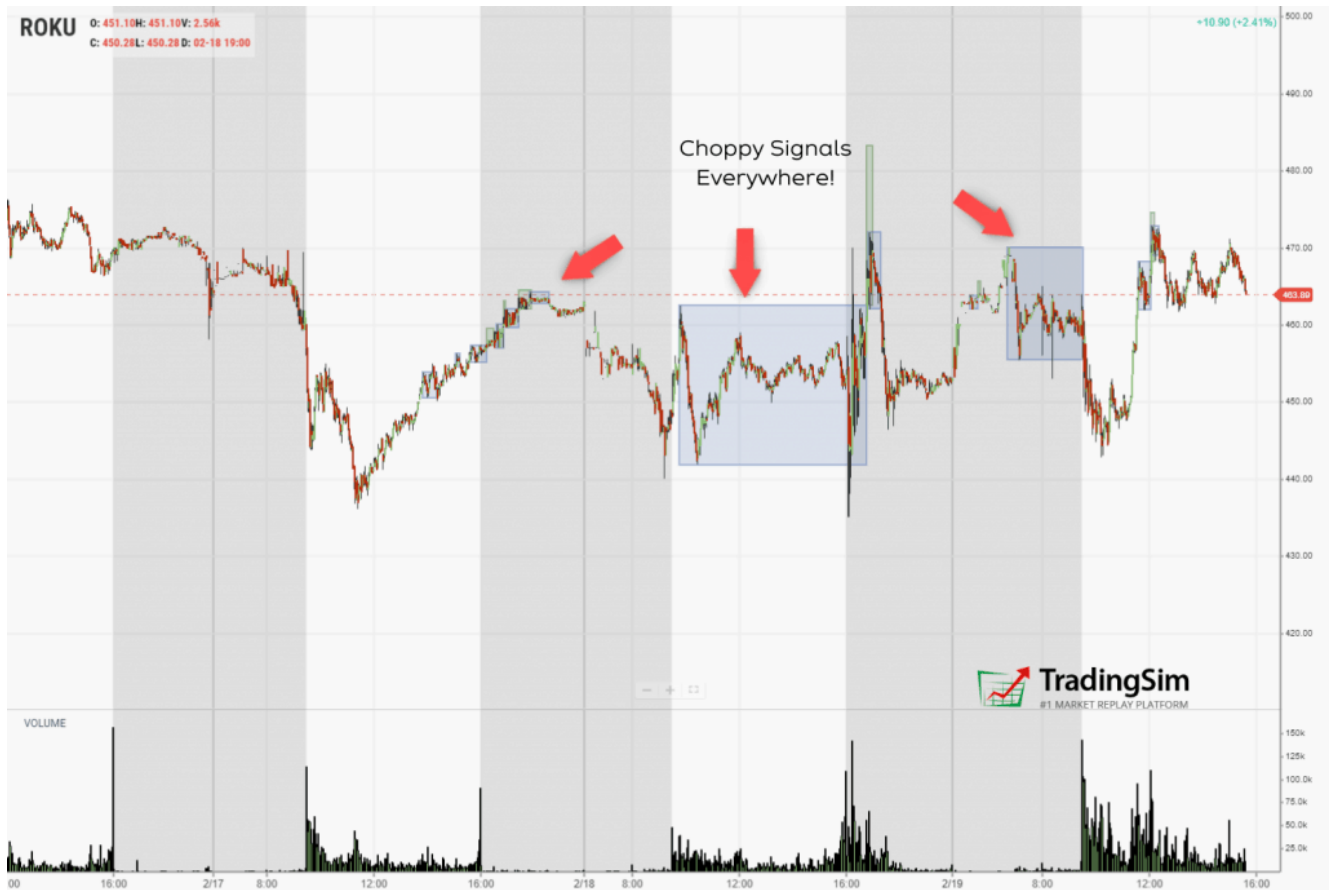 ROKU
O: 451.10H: 451.10V: 2.56k
C: 450.28L: 450.28 D: 02-18 19:00
+10.90 (+2.41%)
500.00
490.00
Choppy Signals
Everywhere!
480.00
470.00
463.89
460.00
450.00
440.00
430.00
420.00
TradingSim
#1 MARKET REPLAY PLATFORM
VOLUME
150k
125k
100.0k
75.0k
50.0k
25.0k
:00 16:00 2/17 8:00 12:00 16:00 2/18 8:00 12:00 16:00 2/19 8:00 12:00 16:00